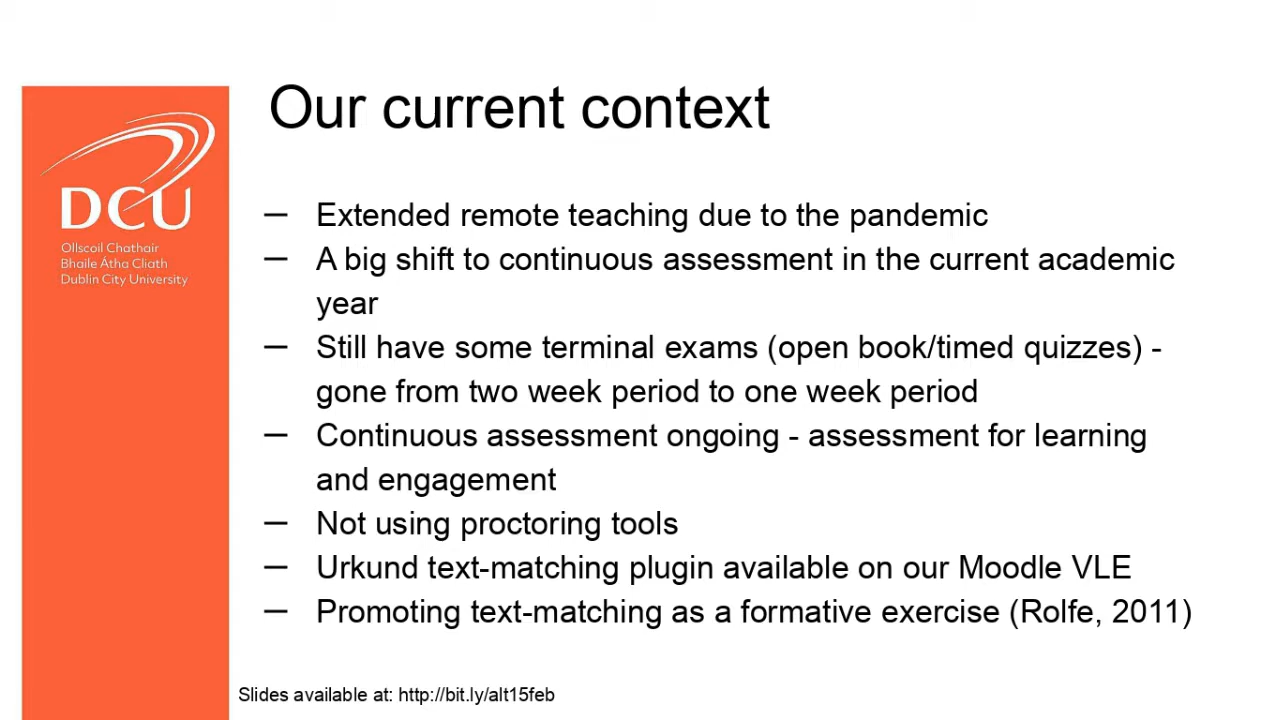 Our current context
DCU
Ollscoil Chathair
Bhaile Átha Cliath
Dublin City University
— Extended remote teaching due to the pandemic
— A big shift to continuous assessment in the current academic
year
— Still have some terminal exams (open book/timed quizzes) -
gone from two week period to one week period
— Continuous assessment ongoing - assessment for learning
and engagement
— Not using proctoring tools
— Urkund text-matching plugin available on our Moodle VLE
— Promoting text-matching as a formative exercise (Rolfe, 2011)
Slides available at: http://bit.ly/alt15feb